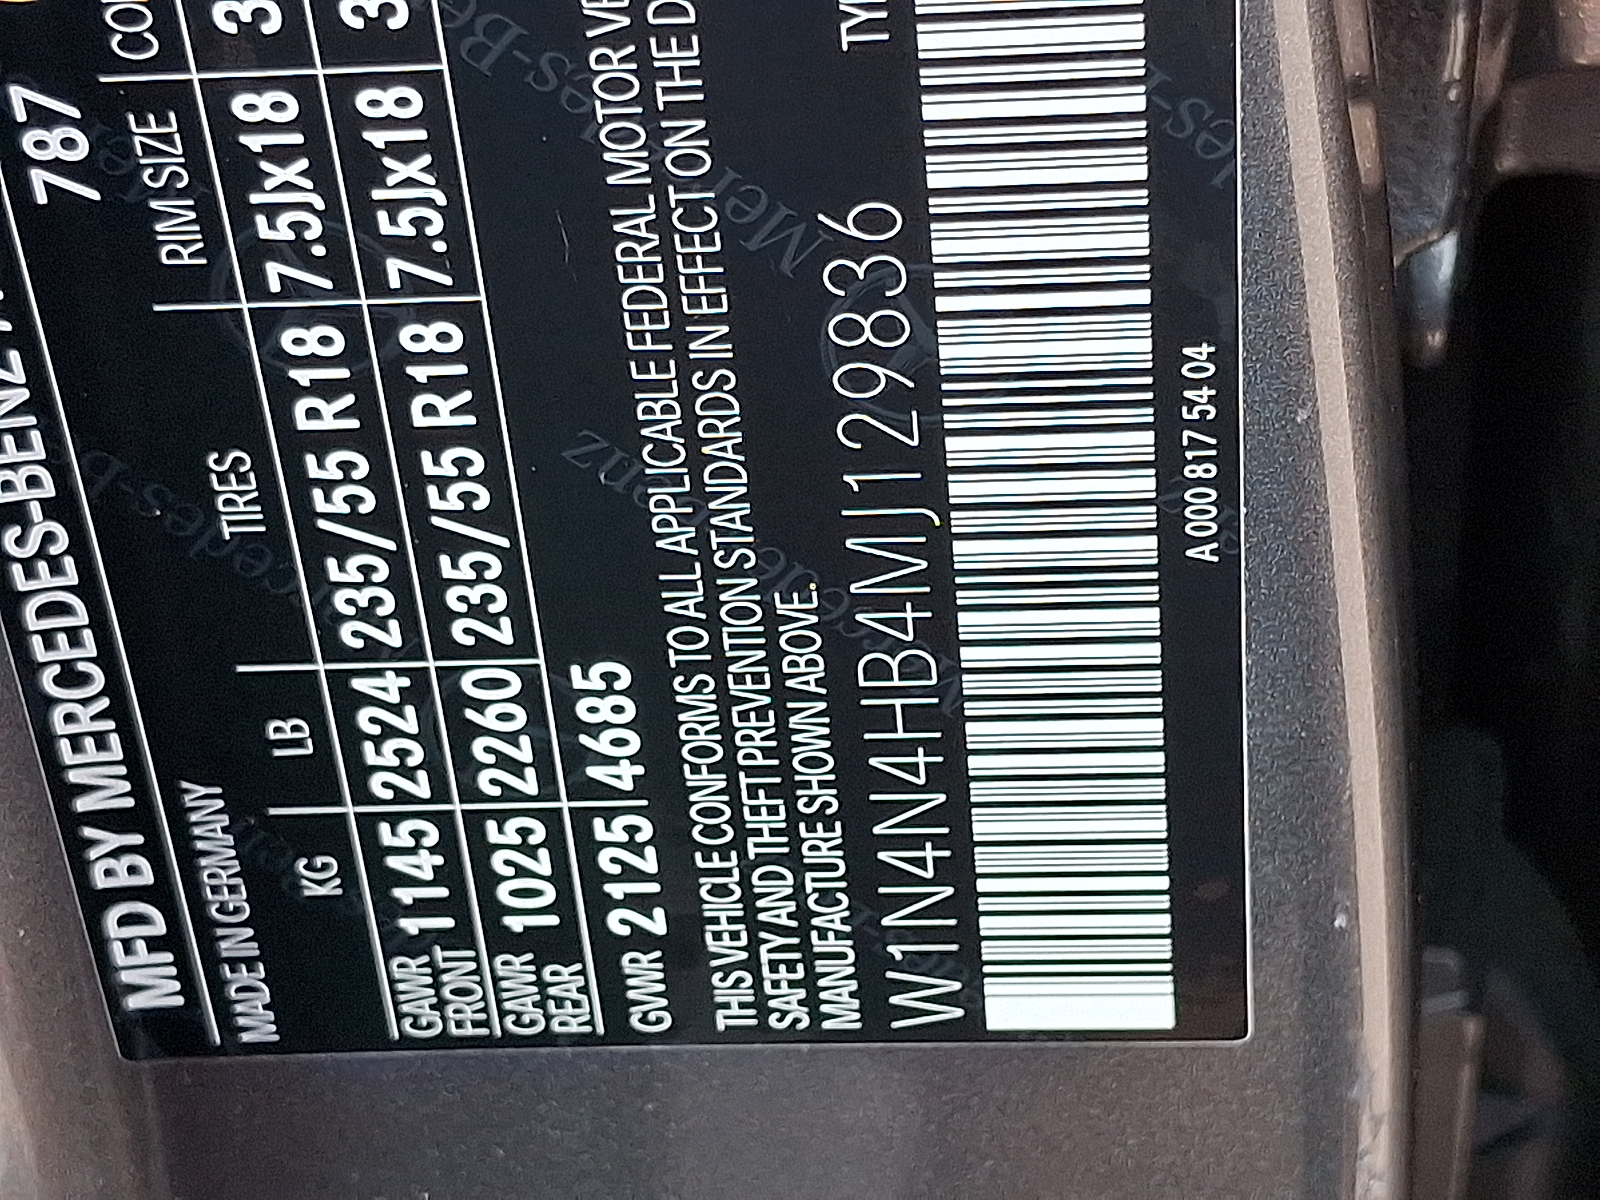 MFD BY MERCEDES-BENZ
787
MADE IN GERMANY
KG LB TIRES RIM SIZE
GAWR FRONT 1145 2524 235/55 R18 7.5Jx18
GAWR REAR 1025 2260 235/55 R18 7.5Jx18
GVWR 2125 4685
THIS VEHICLE CONFORMS TO ALL APPLICABLE FEDERAL MOTOR
SAFETY AND THEFT PREVENTION STANDARDS IN EFFECT ON THE
MANUFACTURE SHOWN ABOVE.
W1N4N4HB4MJ129836
A 000 817 54 04